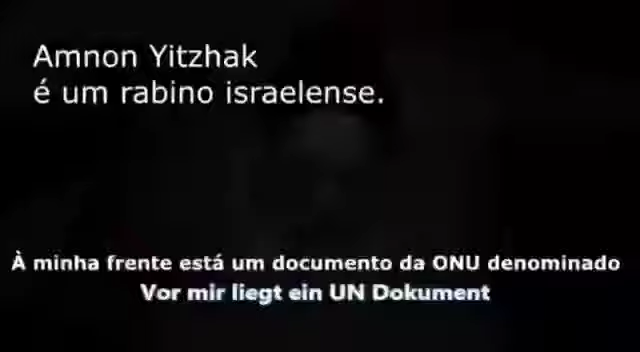 Amnon Yitzhak
é um rabino israelense.
À minha frente está um documento da ONU denominado
Vor mir liegt ein UN Dokument